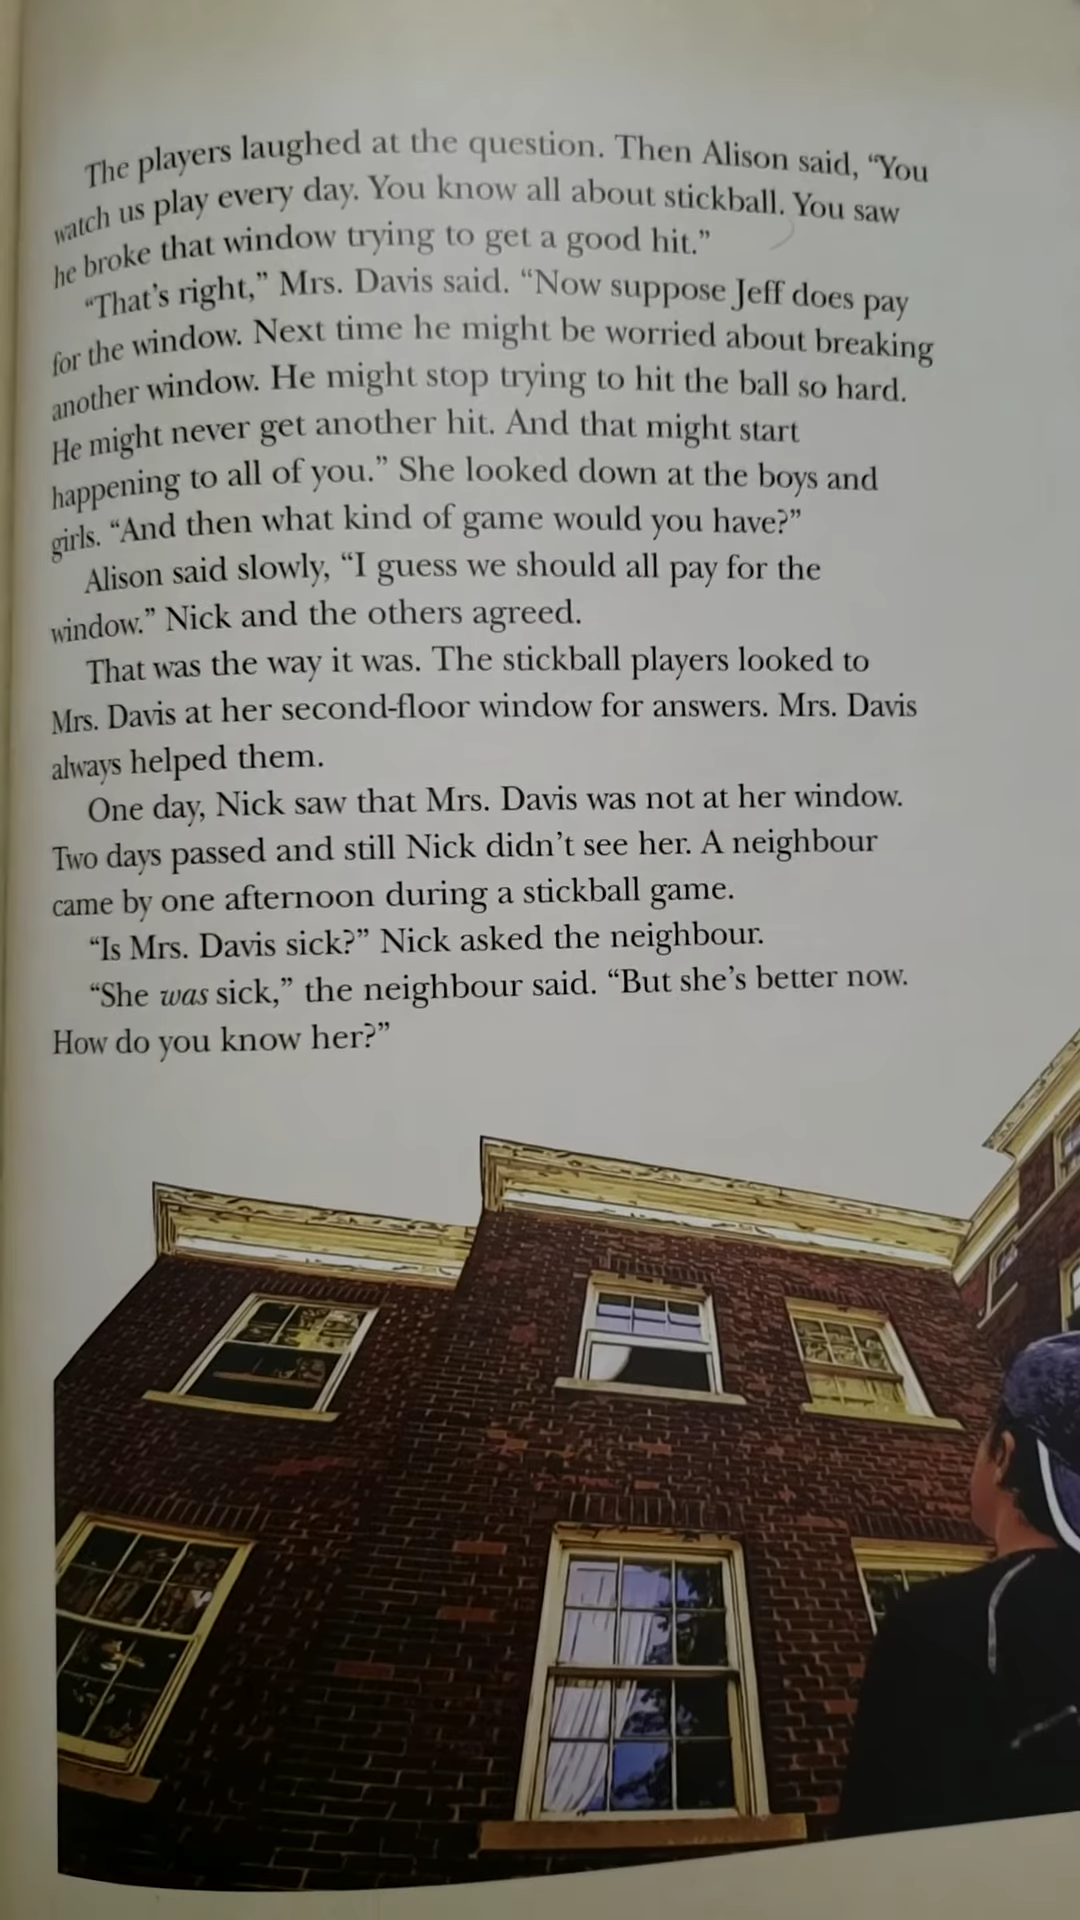 The players laughed at the question. Then Alison said, “You
watch us play every day. You know all about stickball. You saw
he broke that window trying to get a good hit.”
“That’s right,” Mrs. Davis said. “Now suppose Jeff does pay
for the window. Next time he might be worried about breaking
another window. He might stop trying to hit the ball so hard.
He might never get another hit. And that might start
happening to all of you.” She looked down at the boys and
girls. “And then what kind of game would you have?”
Alison said slowly, “I guess we should all pay for the
window.” Nick and the others agreed.
That was the way it was. The stickball players looked to
Mrs. Davis at her second-floor window for answers. Mrs. Davis
always helped them.
One day, Nick saw that Mrs. Davis was not at her window.
Two days passed and still Nick didn’t see her. A neighbour
came by one afternoon during a stickball game.
“Is Mrs. Davis sick?” Nick asked the neighbour.
“She was sick,” the neighbour said. “But she’s better now.
How do you know her?”